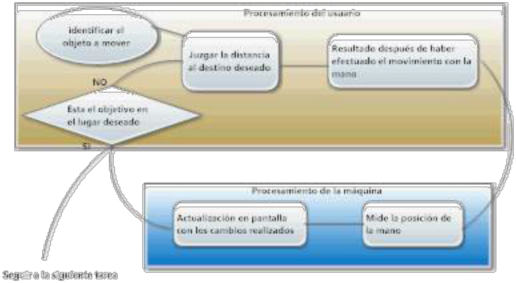 Procesamiento del usuario
identificar el
objeto a mover
Juzgar la distancia
al destino deseado
Resultado después de haber
efectuado el movimiento con la
mano
NO
Esta el objetivo en
el lugar deseado
SI
Procesamiento de la máquina
Actualización en pantalla
con los cambios realizados
Mide la posición de
la mano
Seguir a la siguiente tarea